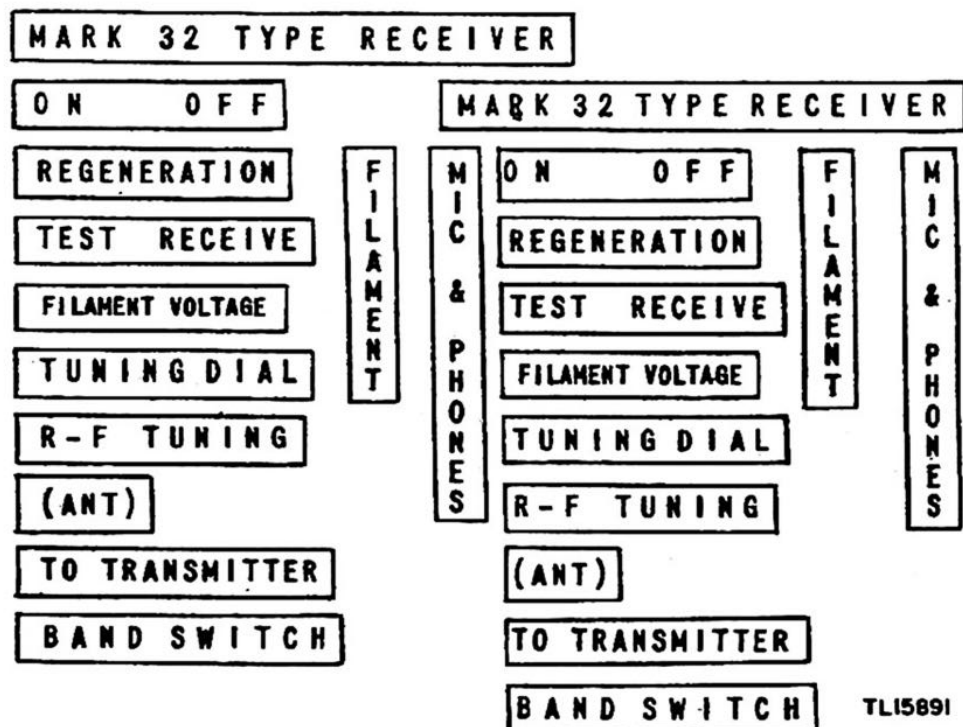 MARK 32 TYPE RECEIVER
ON OFF
REGENERATION
TEST RECEIVE
FILAMENT VOLTAGE
TUNING DIAL
R-F TUNING
(ANT)
TO TRANSMITTER
BAND SWITCH
FILAMENT
MIC & PHONES
MARK 32 TYPE RECEIVER
ON OFF
REGENERATION
TEST RECEIVE
FILAMENT VOLTAGE
TUNING DIAL
R-F TUNING
(ANT)
TO TRANSMITTER
BAND SWITCH
FILAMENT
MIC & PHONES
TL15891